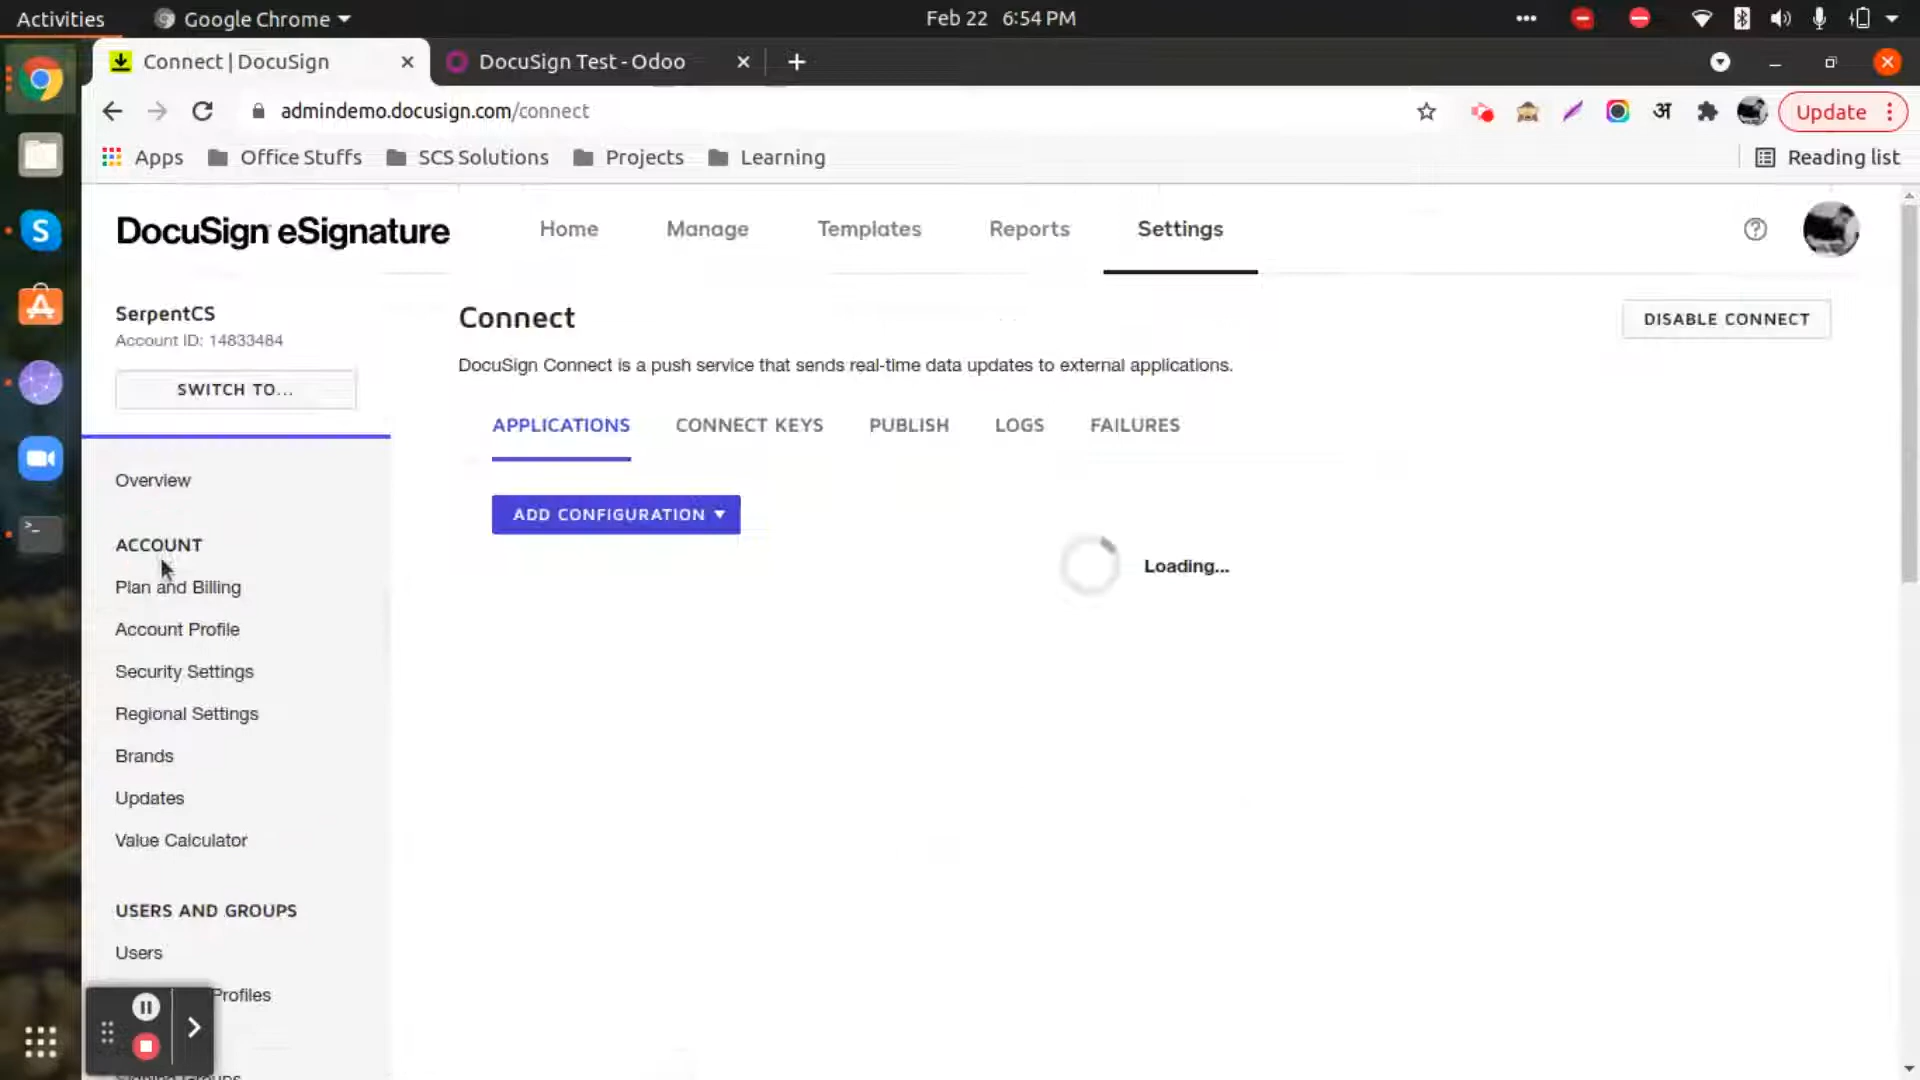 Activities
Google Chrome
Feb 22 6:54 PM
Connect | DocuSign
DocuSign Test - Odoo
admindemo.docusign.com/connect
अ
Update
Apps
Office Stuffs
SCS Solutions
Projects
Learning
Reading list
DocuSign eSignature
Home
Manage
Templates
Reports
Settings
SerpentCS
Account ID: 14833484
SWITCH TO...
Connect
DISABLE CONNECT
DocuSign Connect is a push service that sends real-time data updates to external applications.
APPLICATIONS
CONNECT KEYS
PUBLISH
LOGS
FAILURES
ADD CONFIGURATION
Loading...
Overview
ACCOUNT
Plan and Billing
Account Profile
Security Settings
Regional Settings
Brands
Updates
Value Calculator
USERS AND GROUPS
Users
Profiles